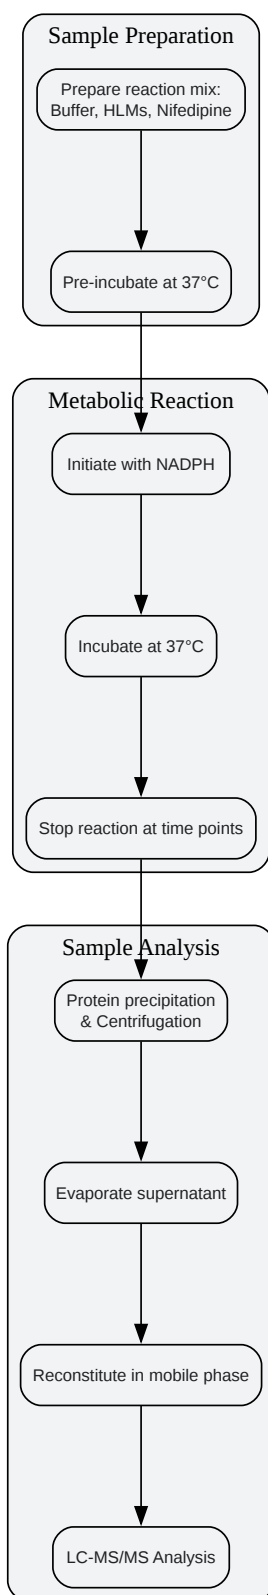 Sample Preparation
Prepare reaction mix:
Buffer, HLMs, Nifedipine
Pre-incubate at 37°C
Metabolic Reaction
Initiate with NADPH
Incubate at 37°C
Stop reaction at time points
Sample Analysis
Protein precipitation
& Centrifugation
Evaporate supernatant
Reconstitute in mobile phase
LC-MS/MS Analysis